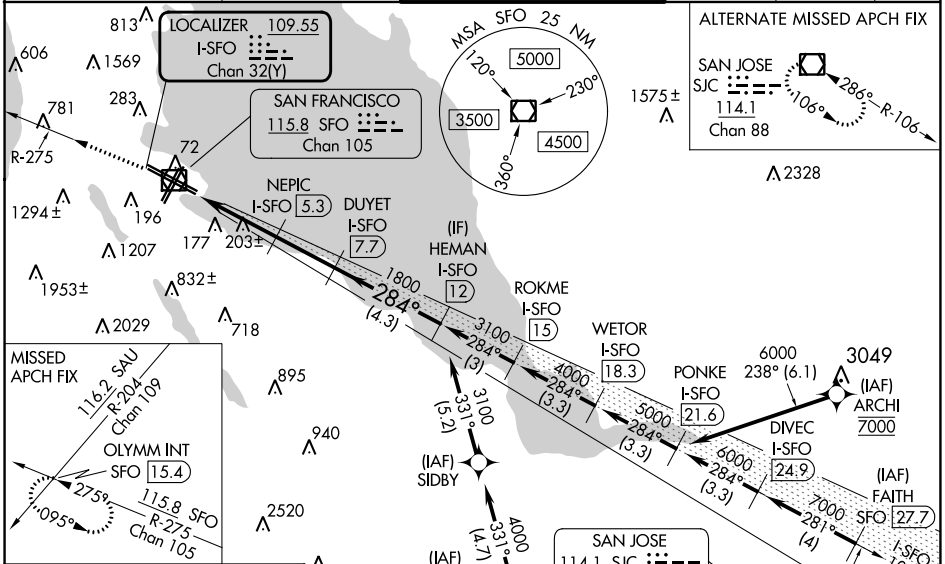 813
LOCALIZER 109.55
I-SFO
Chan 32(Y)
606
1569
283
781
R-275
SAN FRANCISCO
115.8 SFO
Chan 105
72
MSA SFO 25 NM
120°
5000
230°
3500
4500
360°
1575 ±
ALTERNATE MISSED APCH FIX
SAN JOSE
SJC
114.1
Chan 88
286°
R-106
106°
2328
1294 ±
196
1207
177
203±
1953±
832±
2029
718
NEPIC
I-SFO 5.3
DUYET
I-SFO
7.7
(IF)
HEMAN
I-SFO
12
ROKME
I-SFO
15
WETOR
I-SFO
18.3
PONKE
I-SFO
21.6
6000
238° (6.1)
3049
(IAF)
ARCHI
7000
DIVEC
I-SFO
24.9
(IAF)
FAITH
SFO 27.7
1800
284°
(4.3)
3100
284°
(3)
4000
284°
(3.3)
5000
284°
(3.3)
6000
284°
(3.3)
7000
281°
(4)
I-SFO
MISSED
APCH FIX
116.2 SAU
R-204
Chan 109
OLYMM INT
SFO 15.4
275°
095°
115.8 SFO
R-275
Chan 105
895
940
2520
3100
331°
(5.2)
(IAF)
SIDBY
4000
331°
(4.7)
(IAF)
SAN JOSE
114.1 SJC